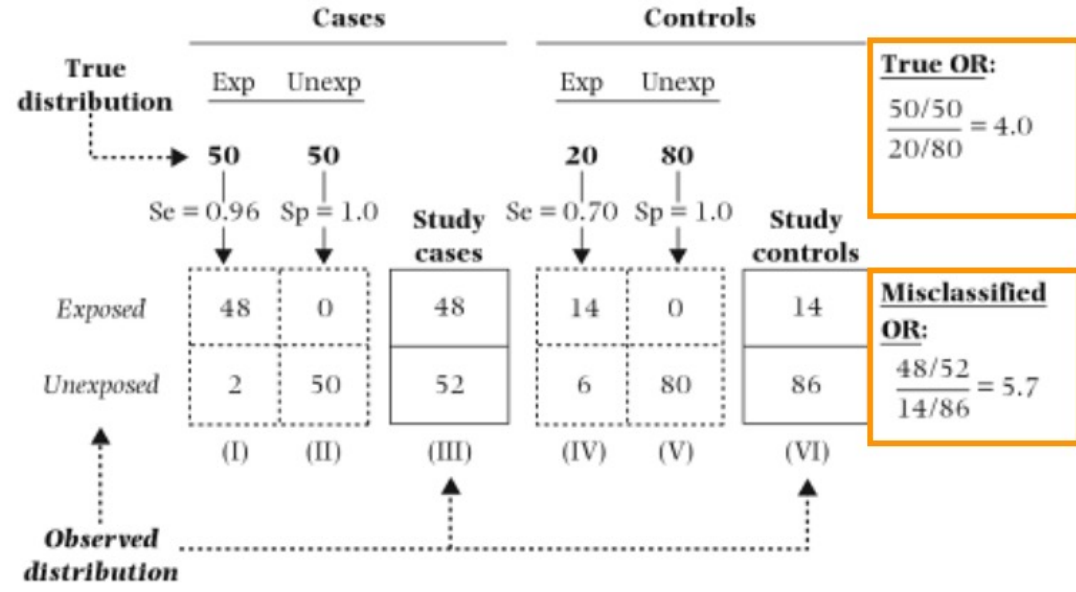 Cases Controls
True distribution Exp Unexp Exp Unexp
50 50 20 80
Se = 0.96 Sp = 1.0 Study cases Se = 0.70 Sp = 1.0 Study controls
Exposed 48 0 48 14 0 14
Unexposed 2 50 52 6 80 86
(I) (II) (III) (IV) (V) (VI)
Observed
distribution
True OR:
50/50
20/80
= 4.0
Misclassified
OR:
48/52
14/86
= 5.7